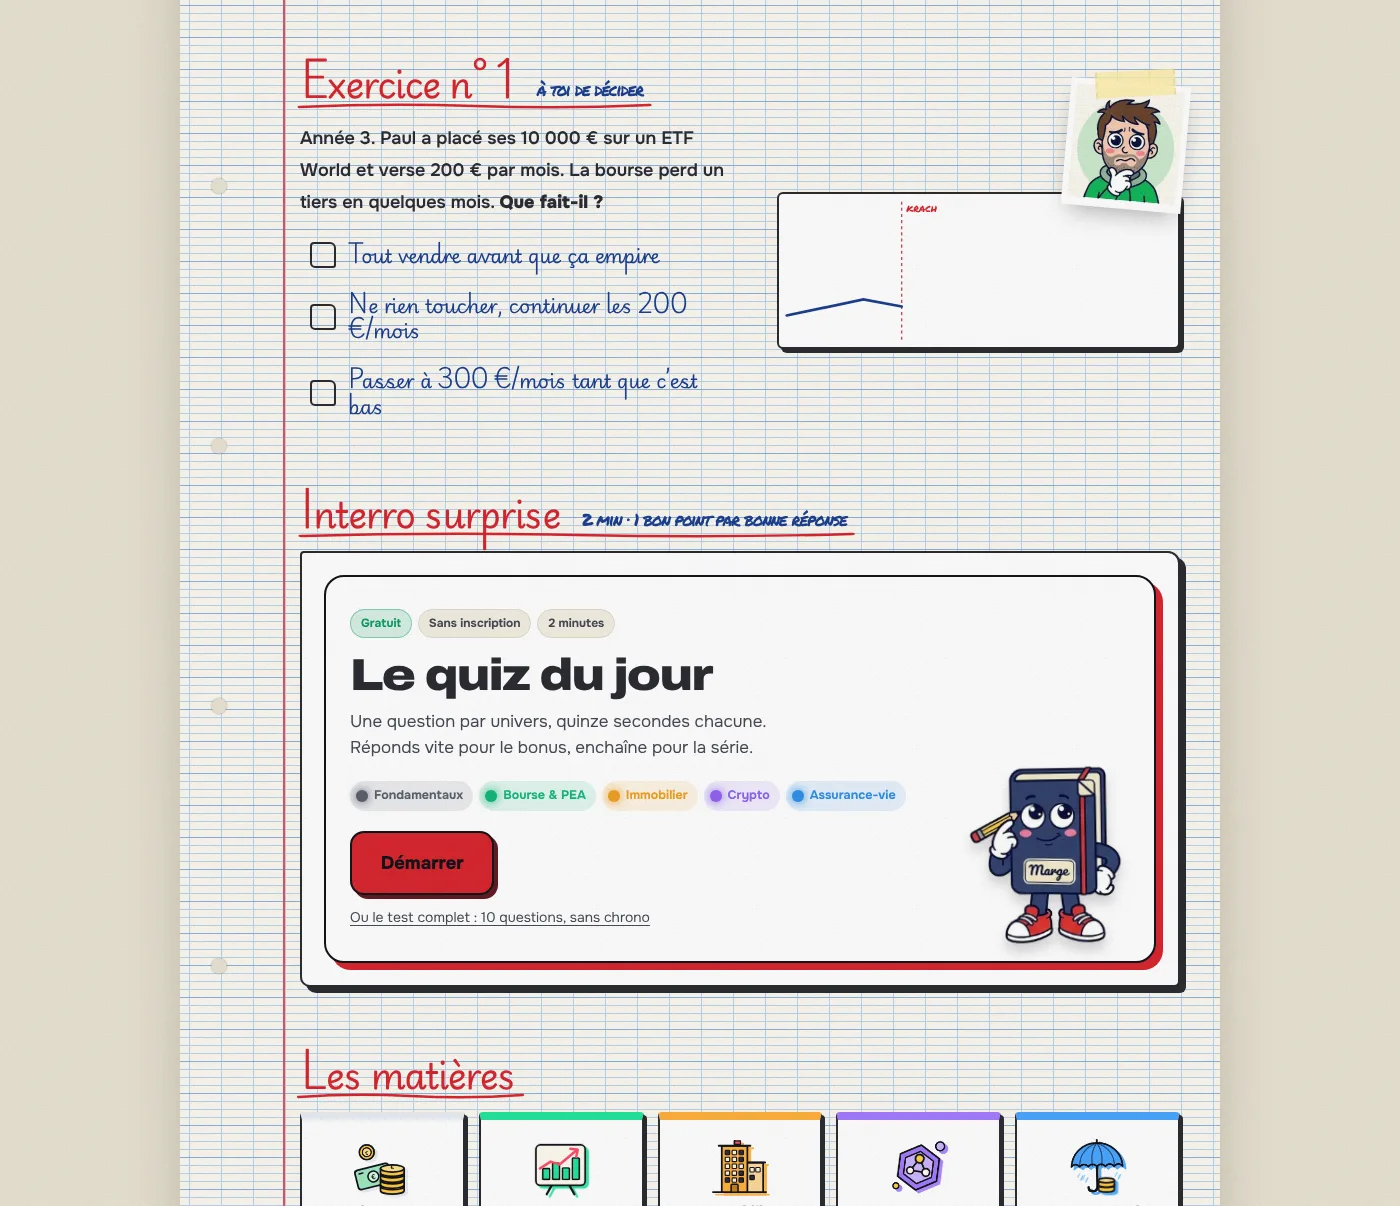 Exercice n°1 À TOI DE DÉCIDER
Année 3. Paul a placé ses 10 000 € sur un ETF
World et verse 200 € par mois. La bourse perd un
tiers en quelques mois. Que fait-il ?
KRACH
Tout vendre avant que ça empire
Ne rien toucher, continuer les 200
€/mois
Passer à 300 €/mois tant que c'est
bas
Interro surprise 2 MIN · 1 BON POINT PAR BONNE RÉPONSE
Gratuit Sans inscription 2 minutes
Le quiz du jour
Une question par univers, quinze secondes chacune.
Réponds vite pour le bonus, enchaîne pour la série.
Fondamentaux Bourse & PEA Immobilier Crypto Assurance-vie
Démarrer
Marge
Ou le test complet : 10 questions, sans chrono
Les matières